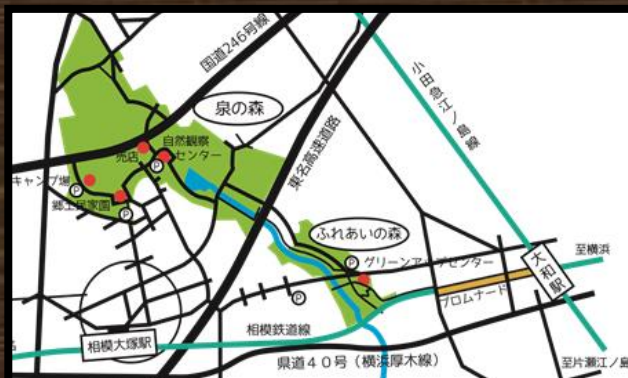 国道246号線
泉の森
小田急江ノ島線
東名高速道路
自然観察
センター
売店
P
キャンプ場
P
郷土民家園
P
ふれあいの森
P
グリーンアップセンター
大和駅
至横浜
プロムナード
P
相模鉄道線
相模大塚駅
県道40号（横浜厚木線）
至片瀬江ノ島